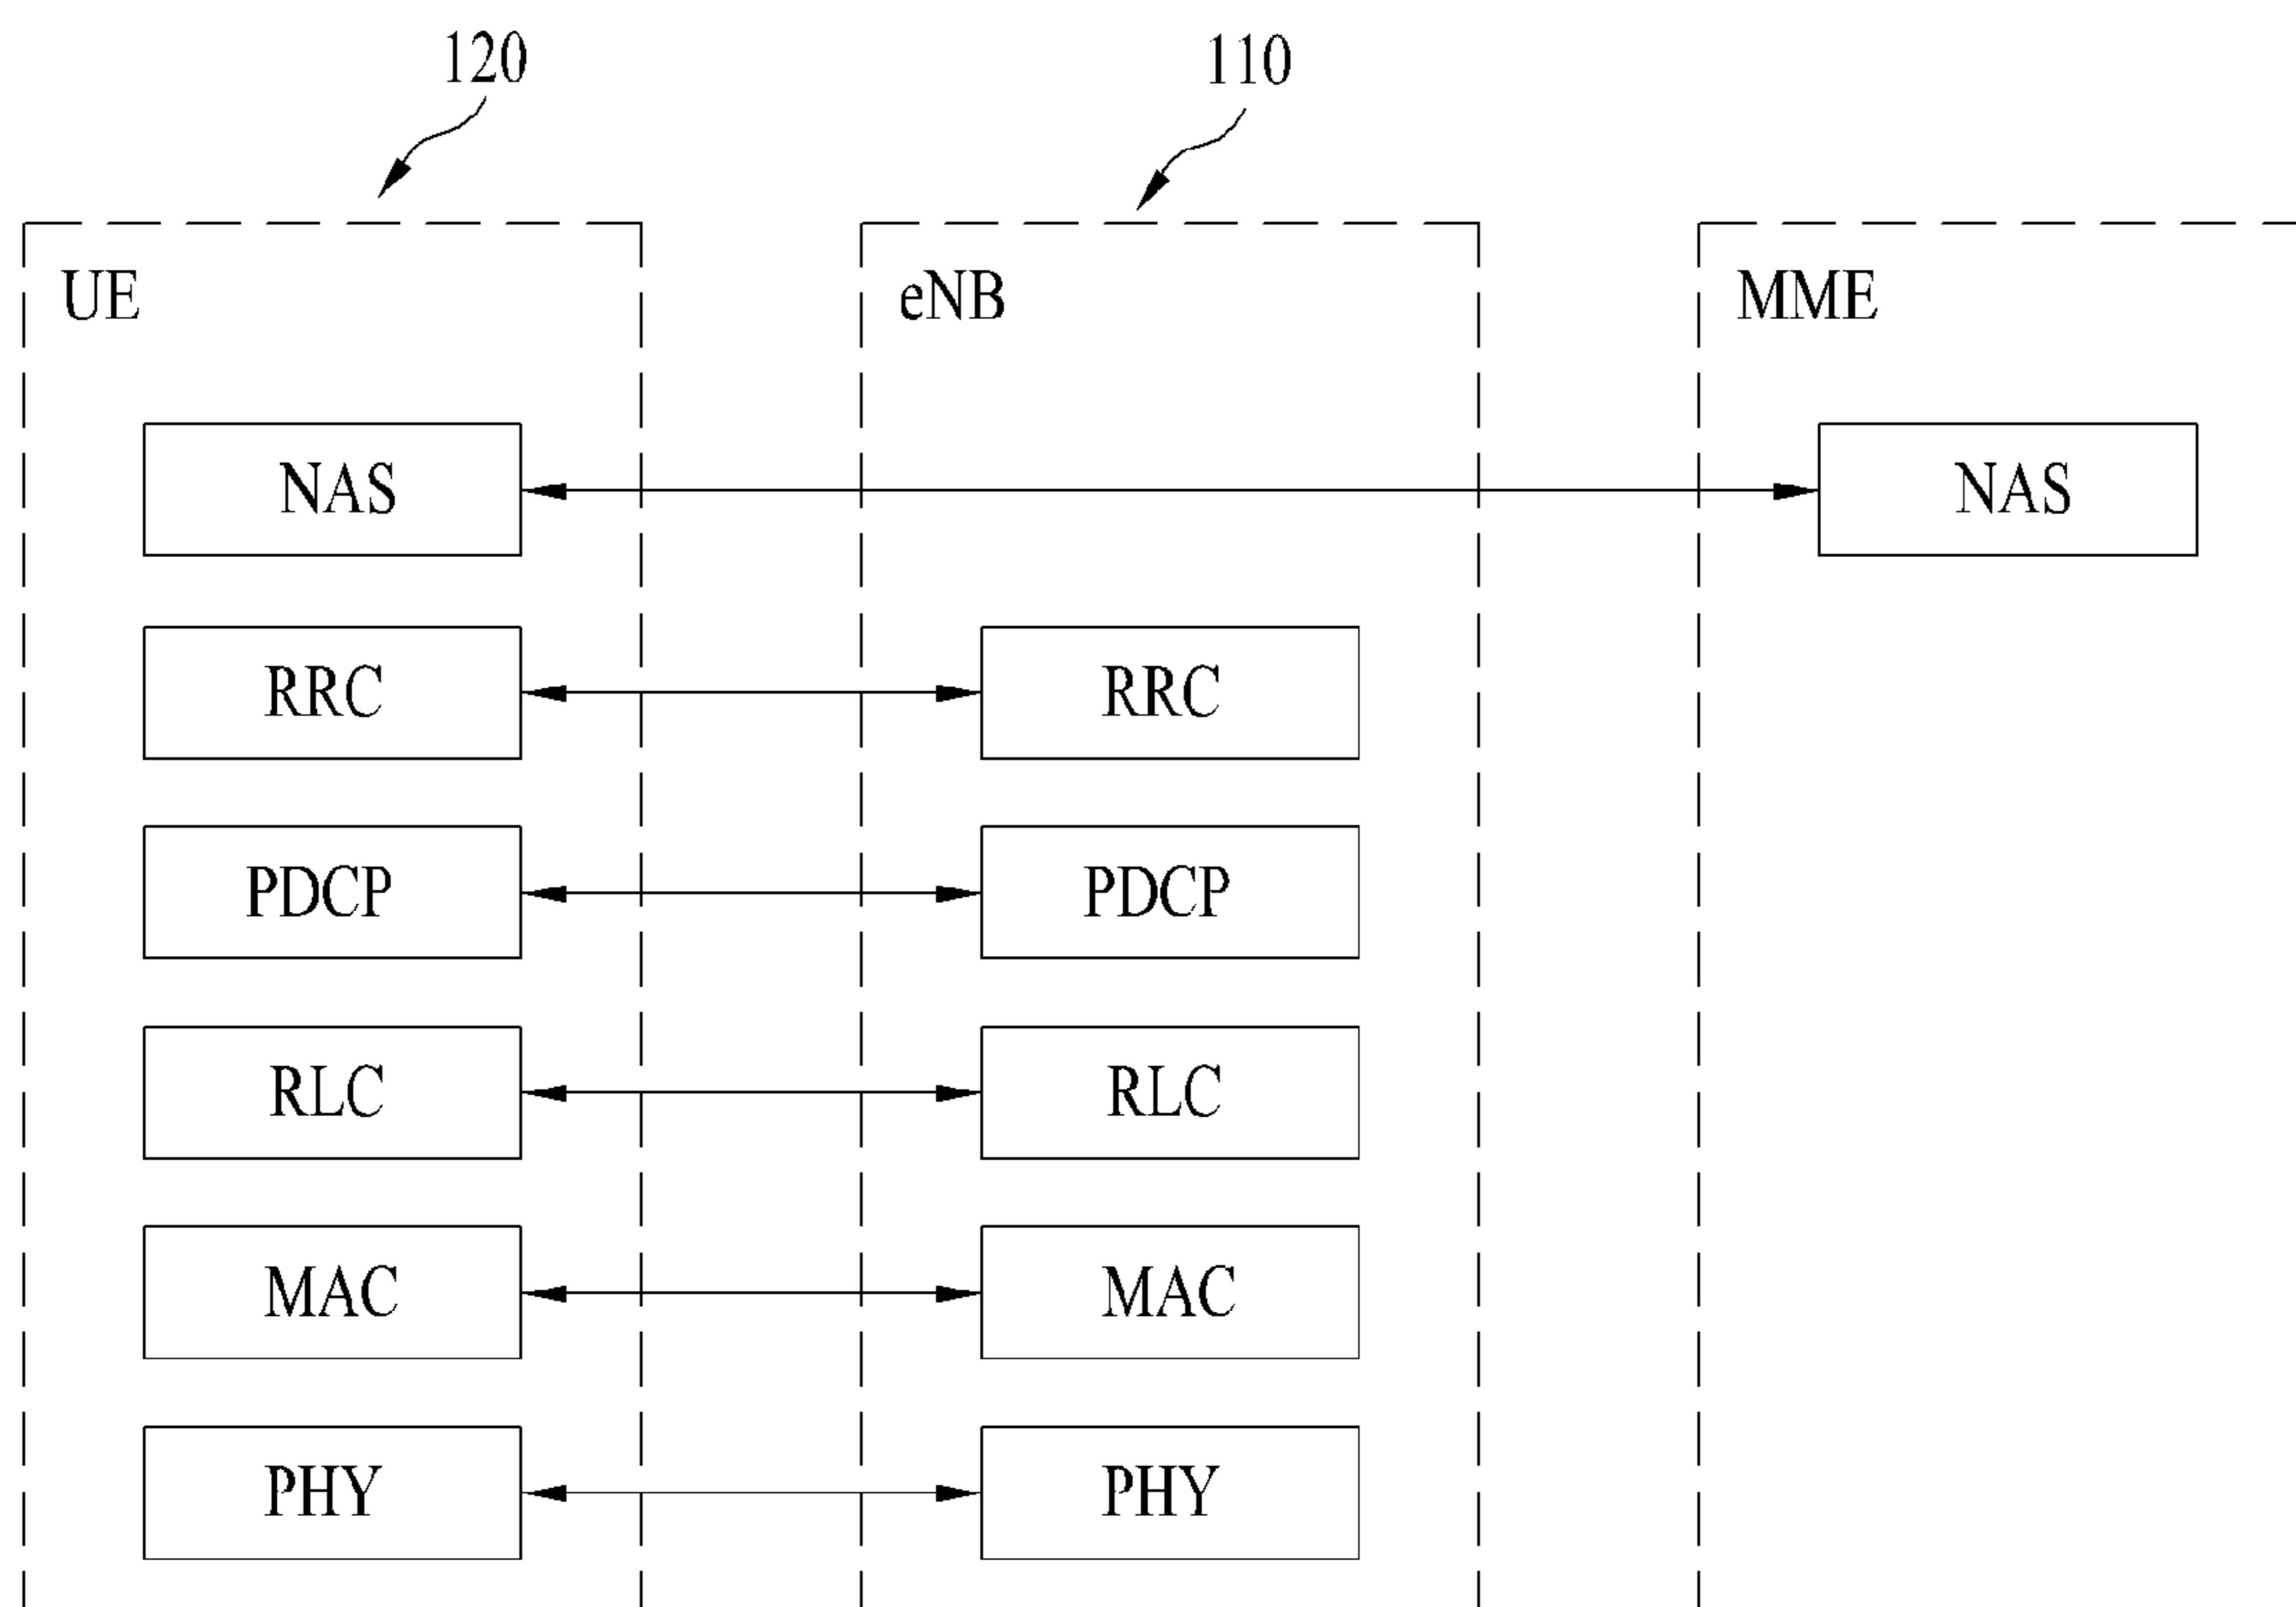 120 110
UE eNB MME
NAS NAS
RRC RRC
PDCP PDCP
RLC RLC
MAC MAC
PHY PHY